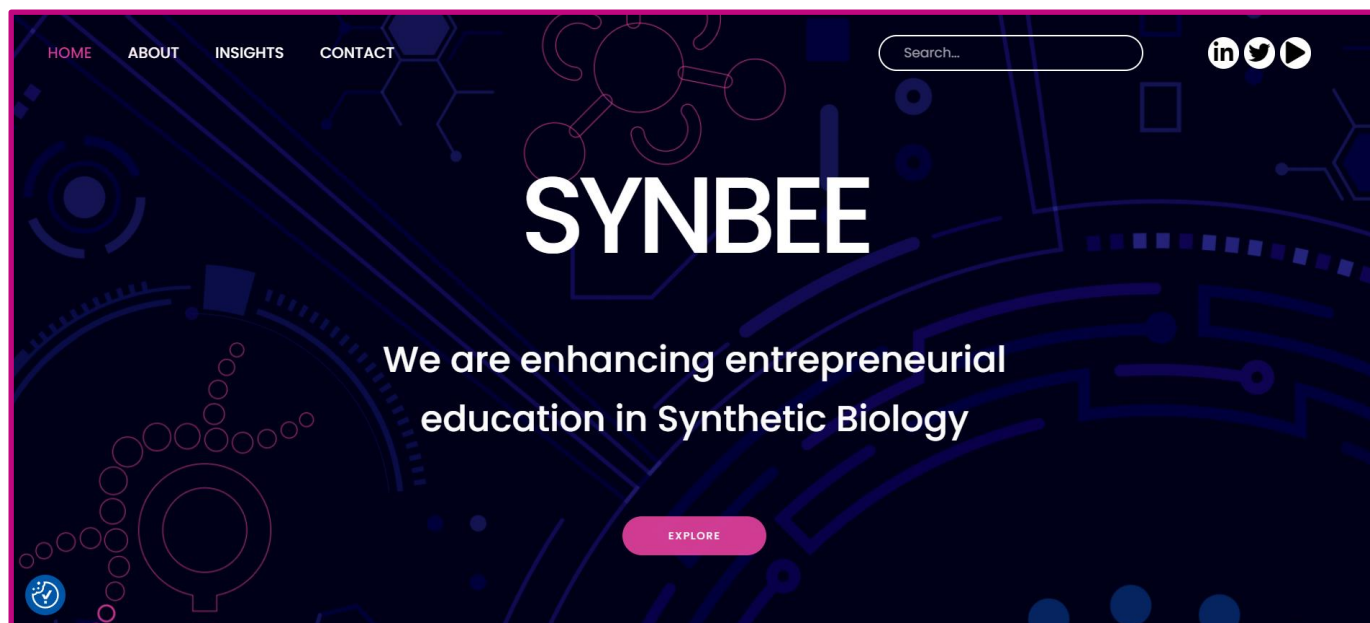 HOME ABOUT INSIGHTS CONTACT Search...
SYNBEE
We are enhancing entrepreneurial
education in Synthetic Biology
EXPLORE